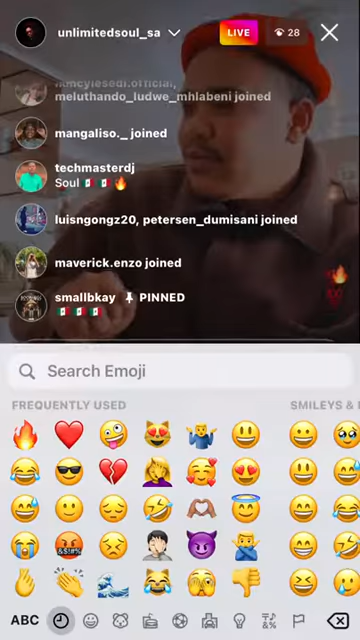 unlimitedsoul_sa
LIVE
28
meluthando_ludwe_mhlabeni joined
mangaliso._ joined
techmasterdj
Soul 🇲🇽🇲🇽🔥
luisngongz20, petersen_dumisani joined
maverick.enzo joined
smallbkay 📌 PINNED
🇲🇽🇲🇽🇲🇽
Search Emoji
FREQUENTLY USED
SMILEYS &
ABC